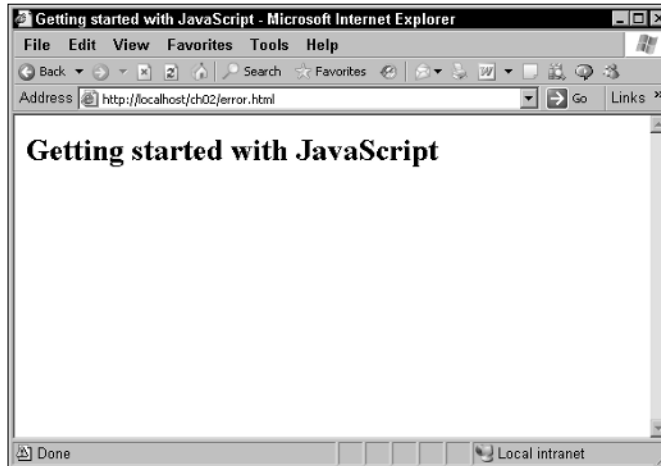 Getting started with JavaScript - Microsoft Internet Explorer
File Edit View Favorites Tools Help
Back Search Favorites
Address http://localhost/ch02/error.html Go Links »
Getting started with JavaScript
Done Local intranet